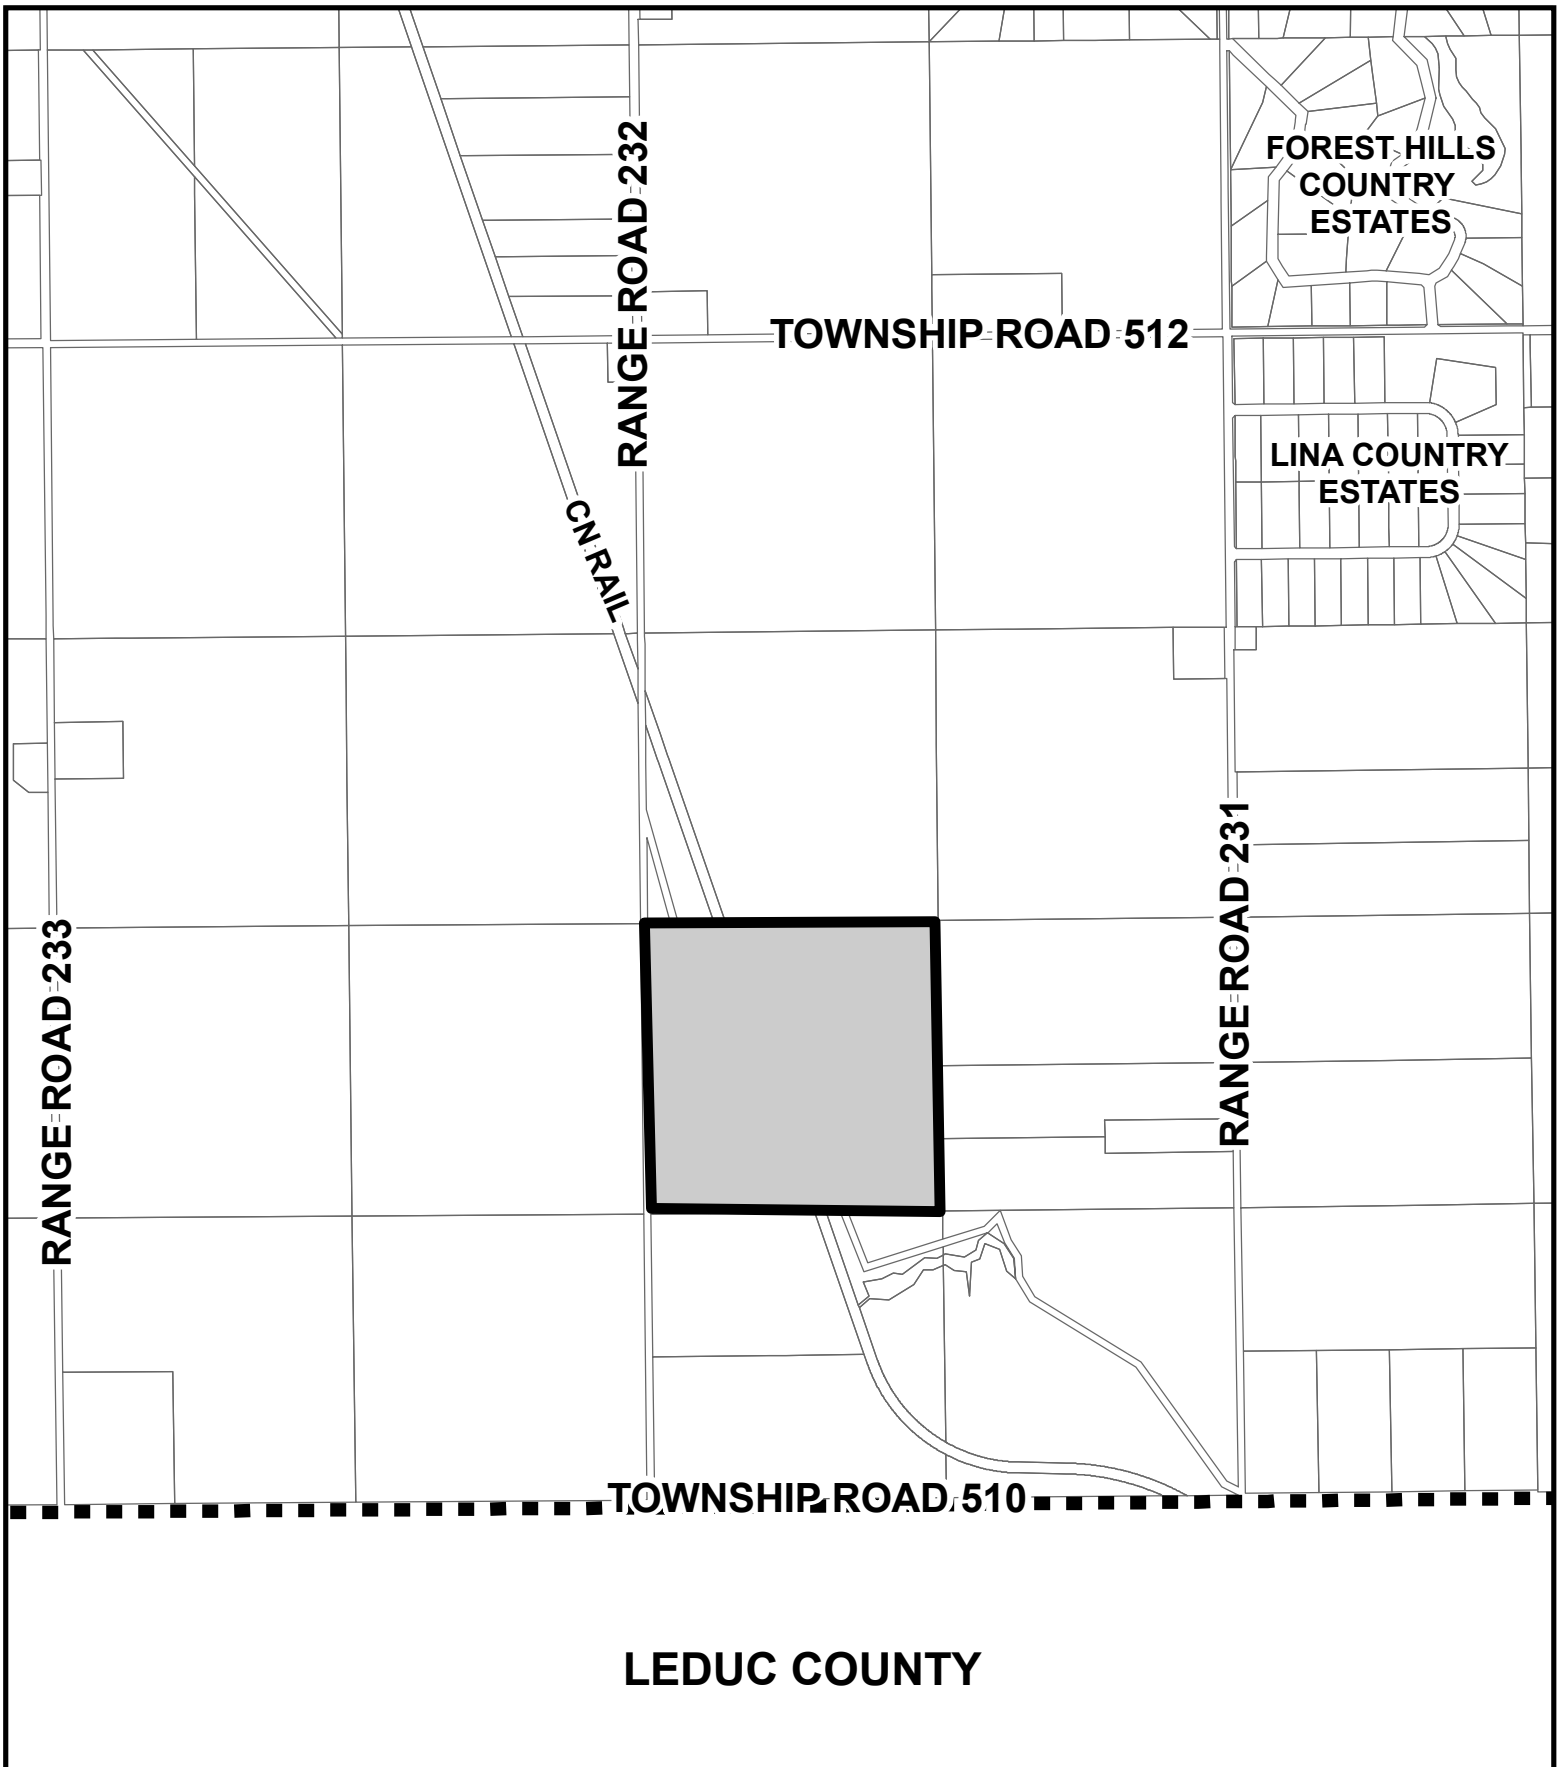 FOREST HILLS
COUNTRY
ESTATES
RANGE ROAD 232
TOWNSHIP ROAD 512
LINA COUNTRY
ESTATES
CN RAIL
RANGE ROAD 231
RANGE ROAD 233
TOWNSHIP ROAD 510
LEDUC COUNTY